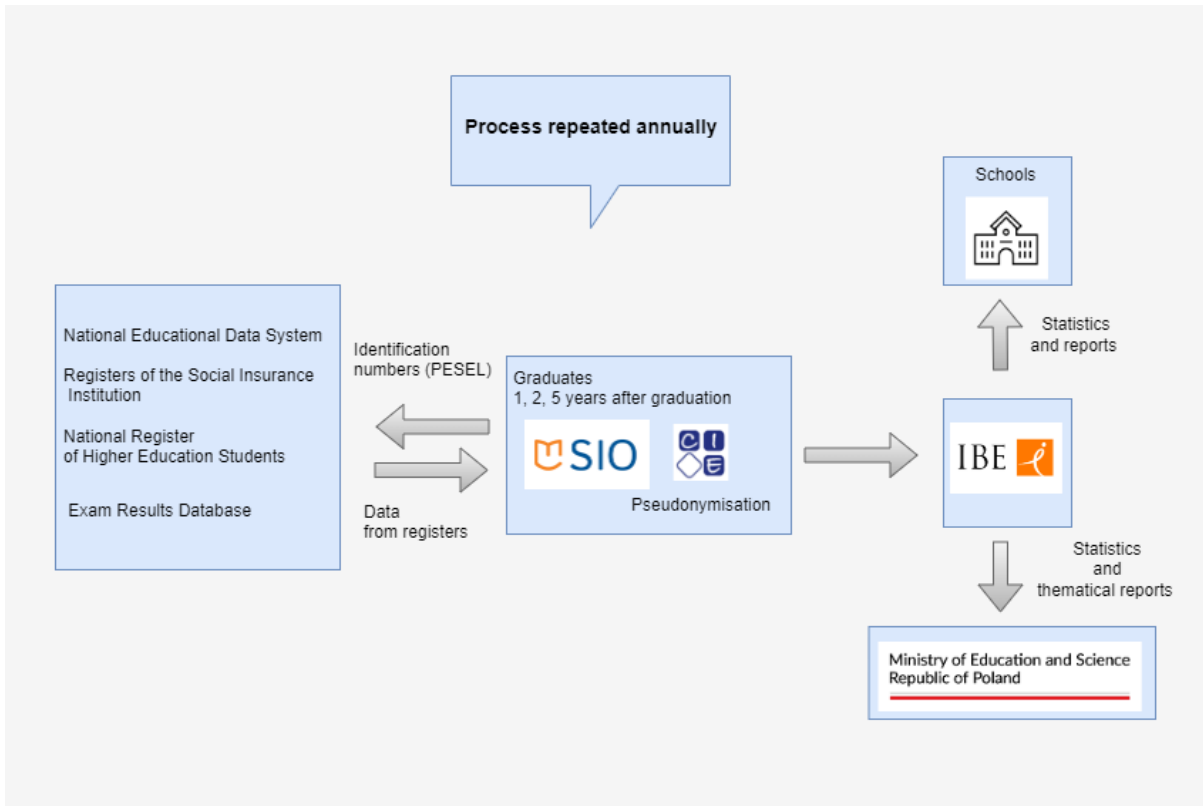 Process repeated annually
National Educational Data System
Registers of the Social Insurance
Institution
National Register
of Higher Education Students
Exam Results Database
Identification
numbers (PESEL)
Data
from registers
Graduates
1, 2, 5 years after graduation
SIO
CIE
Pseudonymisation
Schools
Statistics
and reports
IBE
Statistics
and
thematical reports
Ministry of Education and Science
Republic of Poland